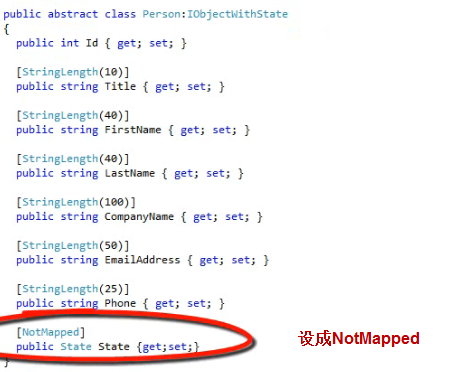 public abstract class Person:IObjectWithState
{
public int Id { get; set; }
[StringLength(10)]
public string Title { get; set; }
[StringLength(40)]
public string FirstName { get; set; }
[StringLength(40)]
public string LastName { get; set; }
[StringLength(100)]
public string CompanyName { get; set; }
[StringLength(50)]
public string EmailAddress { get; set; }
[StringLength(25)]
public string Phone { get; set; }
[NotMapped]
public State State {get;set;}
设成NotMapped
}